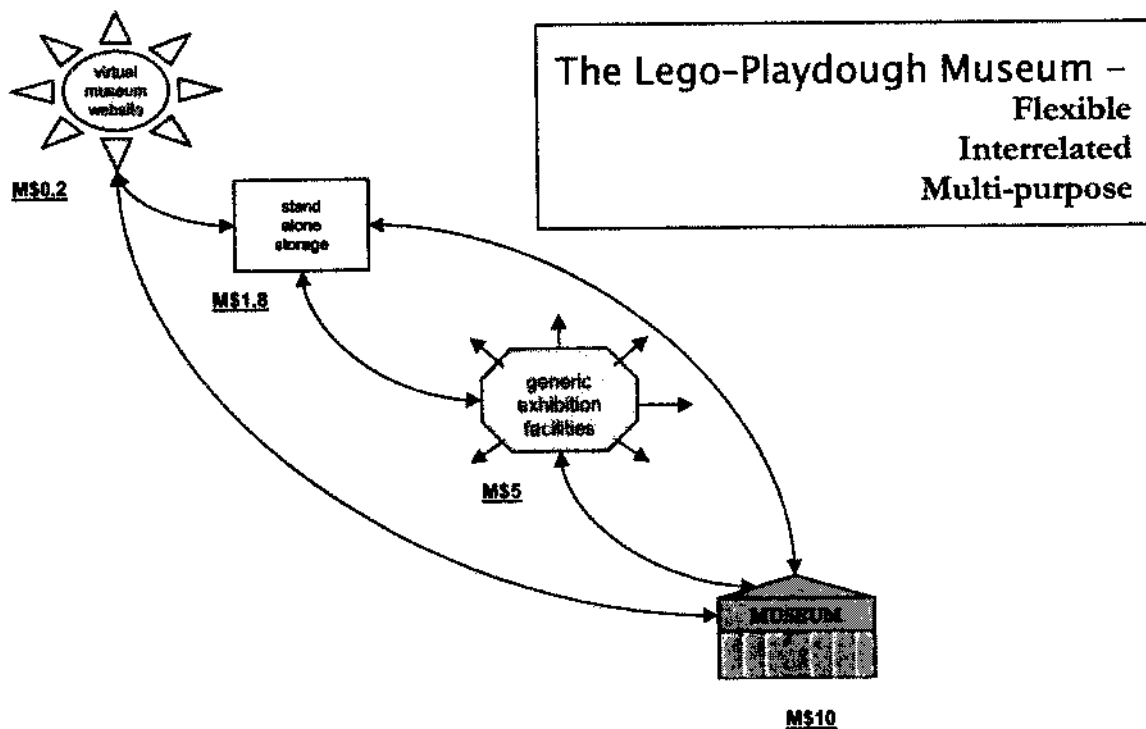 The Lego-Playdough Museum –
Flexible
Interrelated
Multi-purpose
virtual
museum
website
M$0,2
stand
alone
storage
M$1,8
generic
exhibition
facilities
M$5
MUSEUM
M$10